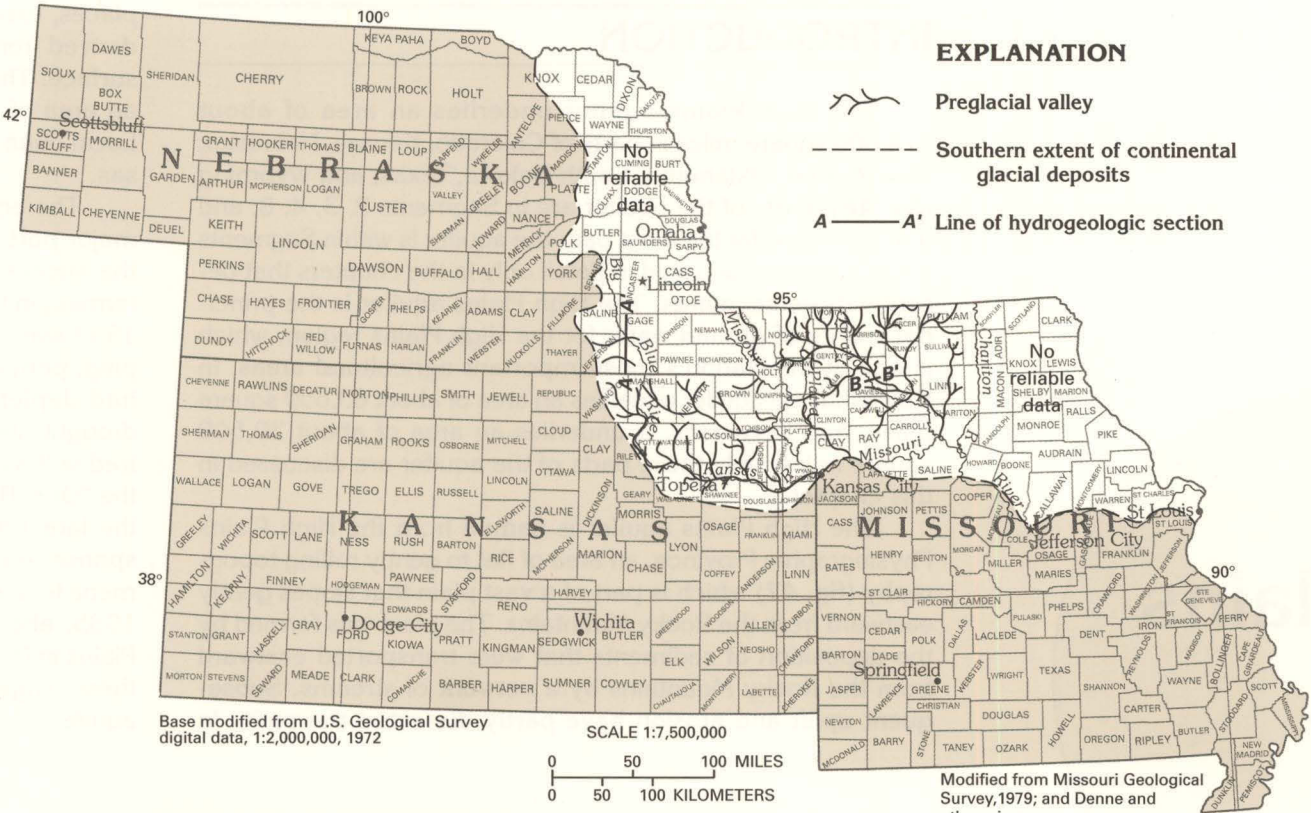 100°
KEYA PAHA BOYD
DAWES
SIOUX
SHERIDAN
CHERRY
BOX
BUTTE
BROWN ROCK
HOLT
KNOX
CEDAR
DIXON
DAKOTA
42°
Scottsbluff
SCOTTS
BLUFF
MORRILL
BANNER
KIMBALL
CHEYENNE
GARDEN
DEUEL
GRANT
HOOKER
THOMAS
BLAINE
LOUP
GARFIELD
WHEELER
ANTELOPE
PIERCE
WAYNE
THURSTON
NEBRASKA
ARTHUR
MCPHERSON
LOGAN
CUSTER
VALLEY
GREELEY
BOONE
MADISON
STANTON
CUMING
BURT
No
reliable
data
PLATTE
COLFAX
DODGE
WASHINGTON
KEITH
LINCOLN
SHERMAN
HOWARD
NANCE
MERRICK
POLK
BUTLER
SAUNDERS
DOUGLAS
Omaha
SARPY
PERKINS
DAWSON
BUFFALO
HALL
HAMILTON
YORK
SEWARD
LANCASTER
Lincoln
CASS
OTOE
CHASE
HAYES
FRONTIER
GOSPER
PHELPS
KEARNEY
ADAMS
CLAY
FILLMORE
SALINE
GAGE
JOHNSON
NEMAHA
DUNDY
HITCHCOCK
RED
WILLOW
FURNAS
HARLAN
FRANKLIN
WEBSTER
NUCKOLLS
THAYER
JEFFERSON
PAWNEE
RICHARDSON
Big
Blue
River
A
A'
Missouri
EXPLANATION
Preglacial valley
Southern extent of continental
glacial deposits
A A' Line of hydrogeologic section
95°
CHEYENNE
RAWLINS
DECATUR
NORTON
PHILLIPS
SMITH
JEWELL
REPUBLIC
MARSHALL
NEMAHA
BROWN
DONIPHAN
SHERMAN
THOMAS
SHERIDAN
GRAHAM
ROOKS
OSBORNE
MITCHELL
CLOUD
CLAY
RILEY
POTTAWATOMIE
JACKSON
JEFFERSON
WALLACE
LOGAN
GOVE
TREGO
ELLIS
RUSSELL
LINCOLN
OTTAWA
SALINE
DICKINSON
GEARY
Topeka
Kansas
SHAWNEE
DOUGLAS
JOHNSON
KANSAS
GREELEY
WICHITA
SCOTT
LANE
NESS
RUSH
BARTON
ELLSWORTH
RICE
MCPHERSON
MARION
MORRIS
CHASE
LYON
OSAGE
FRANKLIN
MIAMI
COFFEY
ANDERSON
LINN
38°
HAMILTON
KEARNY
FINNEY
HODGEMAN
PAWNEE
STAFFORD
RENO
HARVEY
GREENWOOD
WOODSON
ALLEN
BOURBON
STANTON
GRANT
HASKELL
GRAY
FORD
Dodge City
EDWARDS
KIOWA
PRATT
KINGMAN
Wichita
SEDGWICK
BUTLER
ELK
WILSON
NEOSHO
CRAWFORD
MORTON
STEVENS
SEWARD
MEADE
CLARK
COMANCHE
BARBER
HARPER
SUMNER
COWLEY
CHAUTAUQUA
MONTGOMERY
LABETTE
CHEROKEE
HOLT
GENTRY
GRUNDY
SULLIVAN
PUTNAM
SCOTLAND
CLARK
ADAIR
KNOX
LEWIS
No
reliable
data
B B'
Platte
Chariton
LINN
MACON
SHELBY
MARION
CLINTON
CALDWELL
CARROLL
CHARITON
RANDOLPH
MONROE
RALLS
PIKE
PLATTE
CLAY
RAY
Missouri
River
LAFAYETTE
SALINE
HOWARD
BOONE
AUDRAIN
CALLAWAY
MONTGOMERY
LINCOLN
WARREN
ST CHARLES
St Louis
ST LOUIS
Kansas City
JACKSON
JOHNSON
PETTIS
COOPER
MISSOURI
CASS
HENRY
BENTON
MORGAN
COLE
Jefferson City
OSAGE
FRANKLIN
JEFFERSON
MILLER
MARIES
BATES
ST CLAIR
CRAWFORD
WASHINGTON
90°
STE
GENEVIEVE
PERRY
VERNON
HICKORY
CAMDEN
PULASKI
PHELPS
DENT
IRON
ST
FRANCOIS
MADISON
BOLLINGER
CAPE
GIRARDEAU
CEDAR
POLK
DALLAS
LACLEDE
REYNOLDS
BARTON
DADE
Springfield
GREENE
WEBSTER
WRIGHT
TEXAS
SHANNON
WAYNE
SCOTT
JASPER
LAWRENCE
CHRISTIAN
DOUGLAS
HOWELL
CARTER
STODDARD
MISSISSIPPI
NEWTON
MCDONALD
BARRY
STONE
TANEY
OZARK
OREGON
RIPLEY
BUTLER
NEW
MADRID
DUNKLIN
PEMISCOT
Base modified from U.S. Geological Survey
digital data, 1:2,000,000, 1972
SCALE 1:7,500,000
0 50 100 MILES
0 50 100 KILOMETERS
Modified from Missouri Geological
Survey,1979; and Denne and